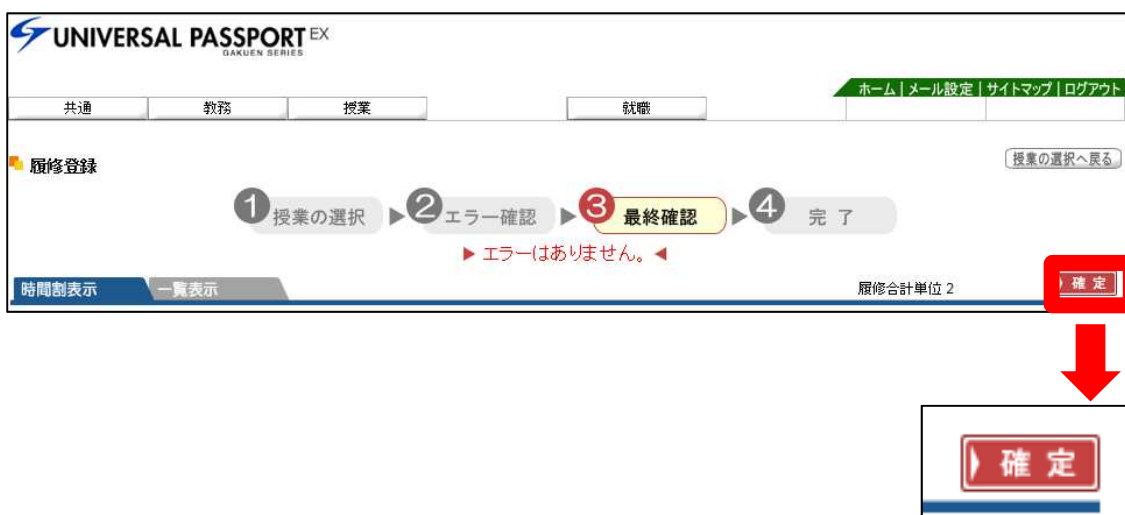 UNIVERSAL PASSPORT EX
GAKUEN SERIES
ホーム | メール設定 | サイトマップ | ログアウト
共通 教務 授業 就職
履修登録 授業の選択へ戻る
1 授業の選択 ▶ 2 エラー確認 ▶ 3 最終確認 ▶ 4 完了
▶ エラーはありません。 ◀
時間割表示 一覧表示 履修合計単位 2 確定
確定